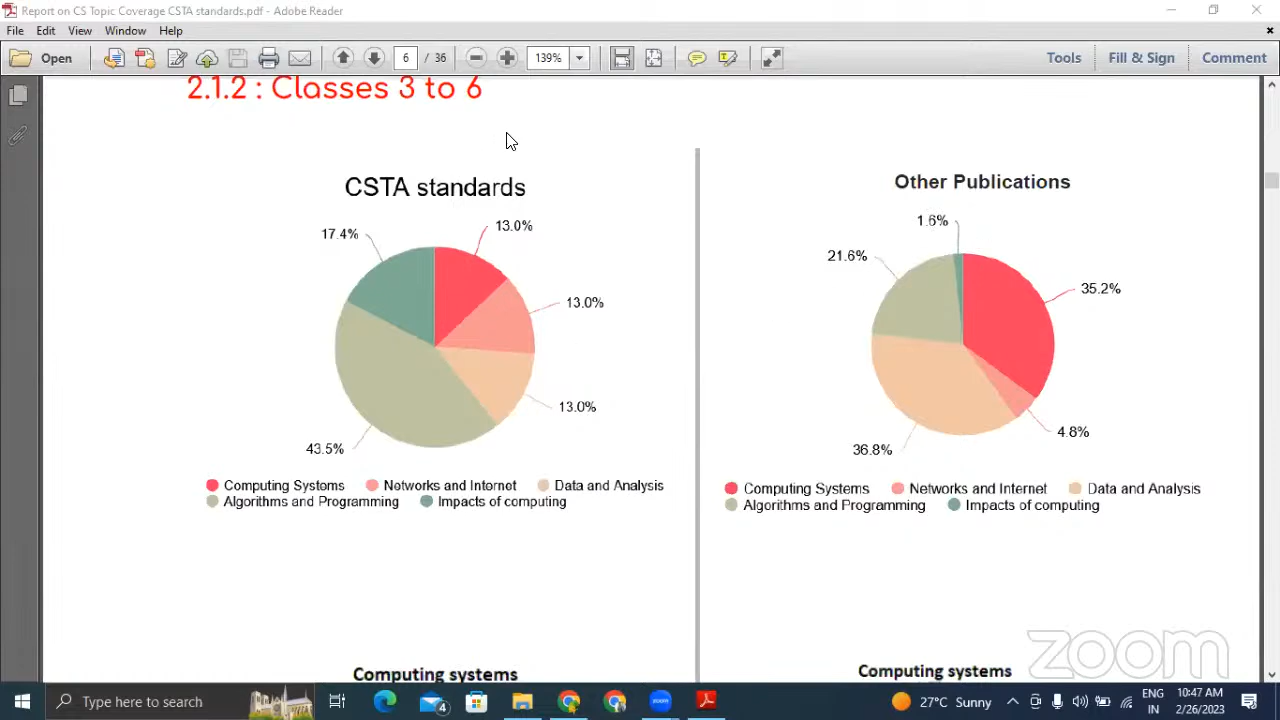 Report on CS Topic Coverage CSTA standards.pdf - Adobe Reader
File Edit View Window Help
Open 6 / 36 139% Tools Fill & Sign Comment
2.1.2 : Classes 3 to 6
CSTA standards
13.0%
17.4%
13.0%
13.0%
43.5%
Computing Systems Networks and Internet Data and Analysis
Algorithms and Programming Impacts of computing
Computing systems
Other Publications
1.6%
21.6%
35.2%
4.8%
36.8%
Computing Systems Networks and Internet Data and Analysis
Algorithms and Programming Impacts of computing
Computing systems
zoom
Type here to search 4 zoom 27°C Sunny ENG 10:47 AM
IN 2/26/2023